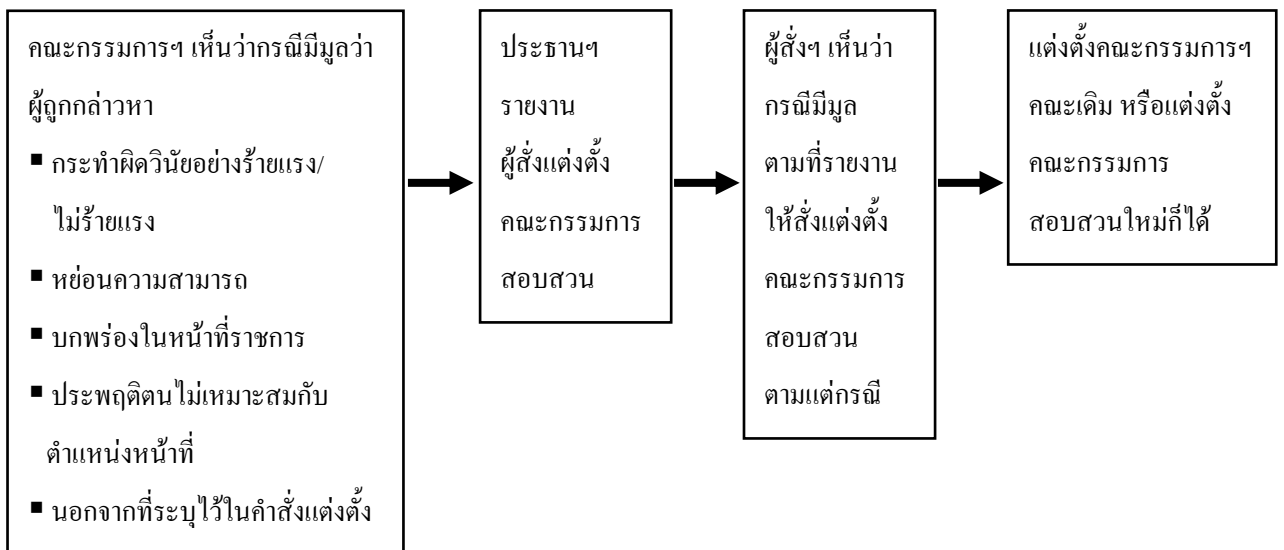 คณะกรรมการฯ เห็นว่ากรณีมีมูลว่า
ผู้ถูกกล่าวหา
▪ กระทำผิดวินัยอย่างร้ายแรง/
ไม่ร้ายแรง
▪ หย่อนความสามารถ
▪ บกพร่องในหน้าที่ราชการ
▪ ประพฤติตนไม่เหมาะสมกับ
ตำแหน่งหน้าที่
▪ นอกจากที่ระบุไว้ในคำสั่งแต่งตั้ง
ประธานฯ
รายงาน
ผู้สั่งแต่งตั้ง
คณะกรรมการ
สอบสวน
ผู้สั่งฯ เห็นว่า
กรณีมีมูล
ตามที่รายงาน
ให้สั่งแต่งตั้ง
คณะกรรมการ
สอบสวน
ตามแต่กรณี
แต่งตั้งคณะกรรมการฯ
คณะเดิม หรือแต่งตั้ง
คณะกรรมการ
สอบสวนใหม่ก็ได้